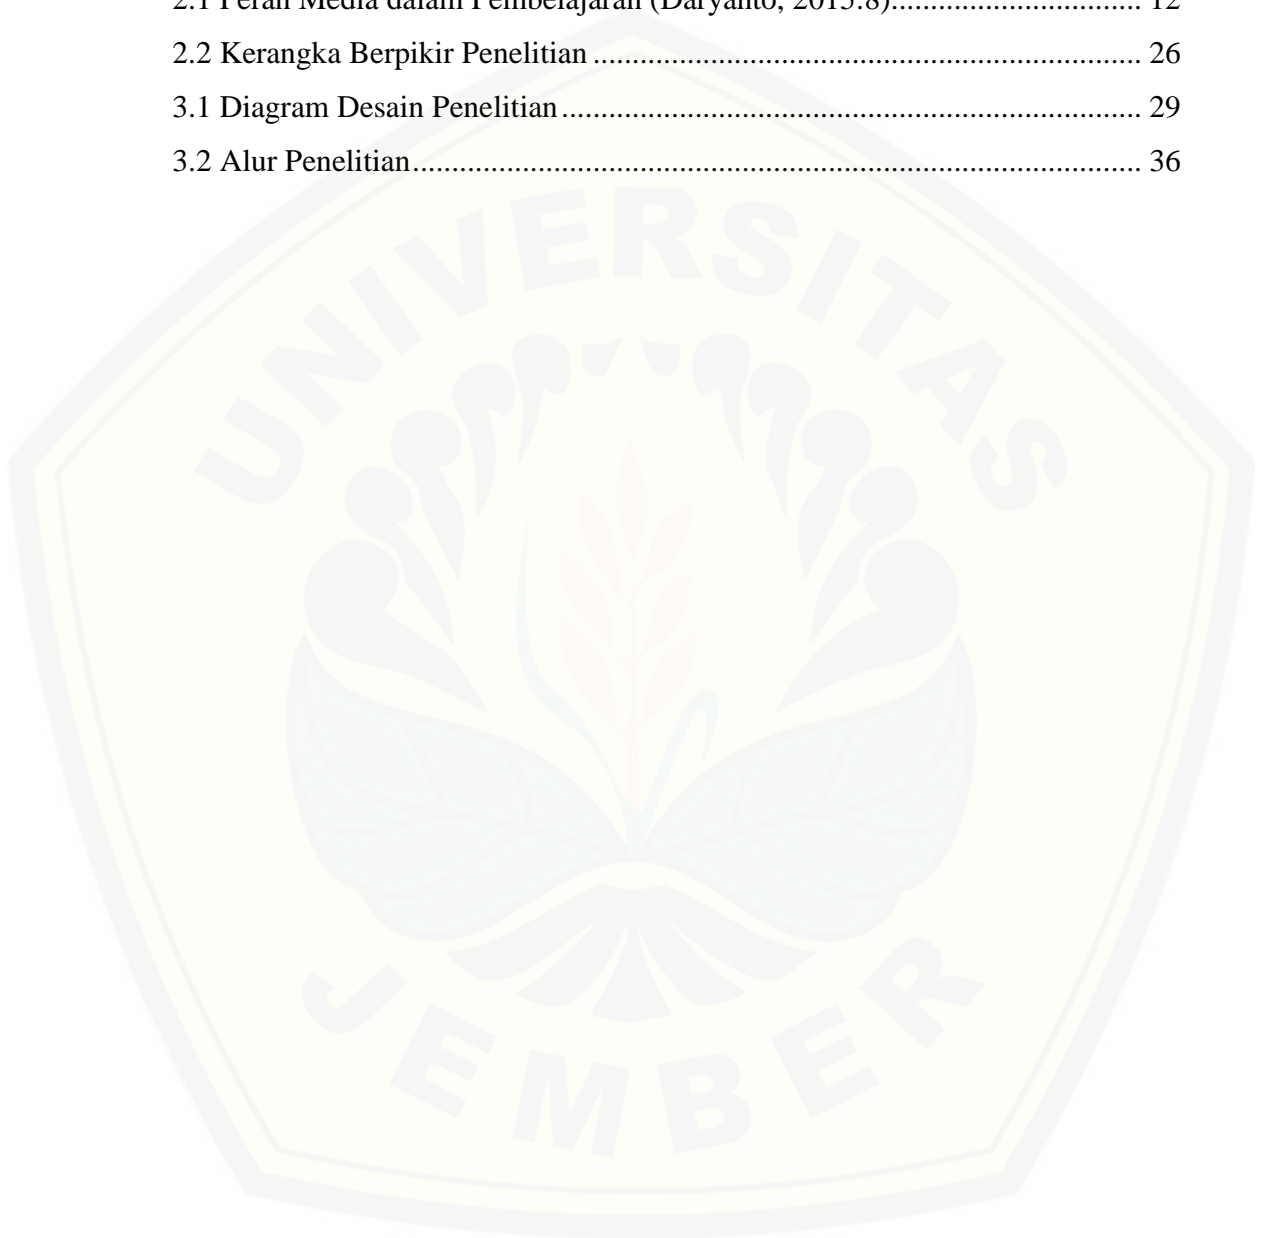 2.1 Peran Media dalam Pembelajaran (Daryanto, 2013:8)................................ 12
2.2 Kerangka Berpikir Penelitian ...................................................................... 26
3.1 Diagram Desain Penelitian.......................................................................... 29
3.2 Alur Penelitian............................................................................................. 36
UNIVERSITAS
JEMBER